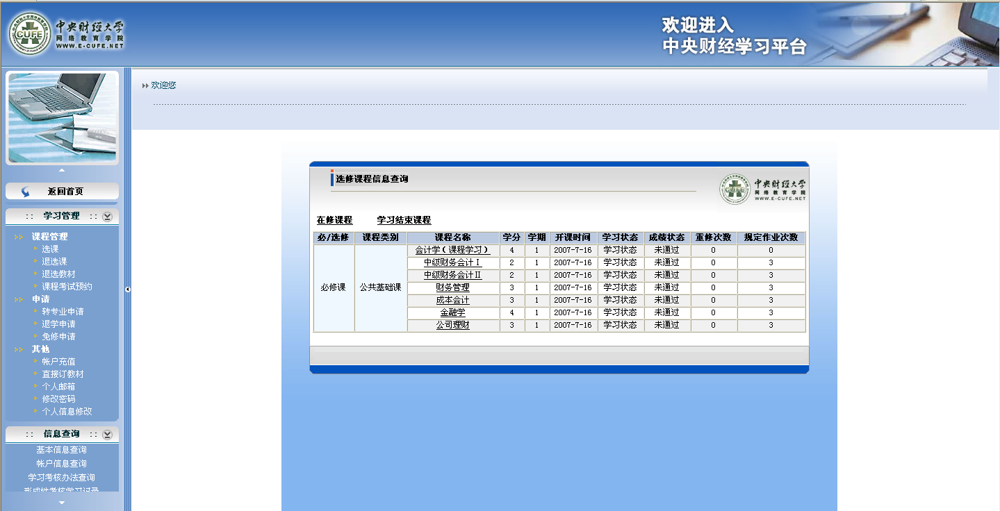 中央财经大学
网络教育学院
WWW.E-CUFE.NET
CUFE
欢迎进入
中央财经学习平台
欢迎您
返回首页
:: 学习管理 ::
课程管理
选课
退选课
退选教材
课程考试预约
申请
转专业申请
退学申请
免修申请
其他
帐户充值
直接订教材
个人邮箱
修改密码
个人信息修改
:: 信息查询 ::
基本信息查询
帐户信息查询
学习考核办法查询
形成性考核学习记录
选修课程信息查询
CUFE
中央财经大学
网络教育学院
WWW.E-CUFE.NET
在修课程 学习结束课程
必/选修 课程类别 课程名称 学分 学期 开课时间 学习状态 成绩状态 重修次数 规定作业次数
必修课 公共基础课
会计学(课程学习) 4 1 2007-7-16 学习状态 未通过 0 0
中级财务会计Ⅰ 2 1 2007-7-16 学习状态 未通过 0 3
中级财务会计Ⅱ 2 1 2007-7-16 学习状态 未通过 0 3
财务管理 3 1 2007-7-16 学习状态 未通过 0 3
成本会计 3 1 2007-7-16 学习状态 未通过 0 3
金融学 4 1 2007-7-16 学习状态 未通过 0 3
公司理财 3 1 2007-7-16 学习状态 未通过 0 3